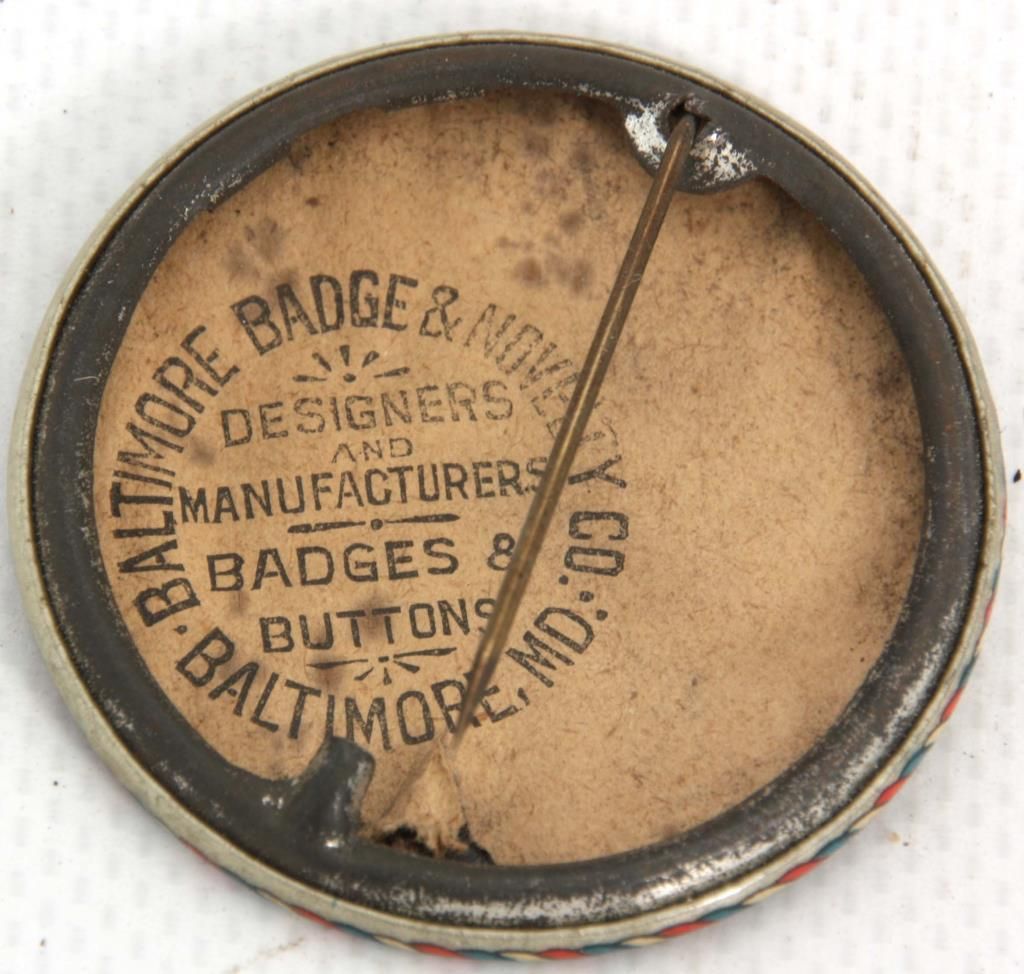 BALTIMORE BADGE & NOVELTY CO.
DESIGNERS
AND
MANUFACTURERS
BADGES &
BUTTONS
BALTIMORE, MD.